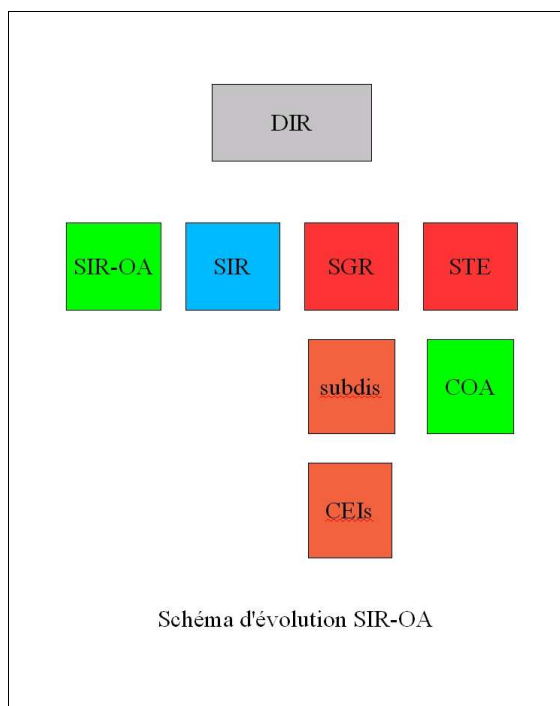 DIR
SIR-OA SIR SGR STE
subdis COA
CEIs
Schéma d'évolution SIR-OA